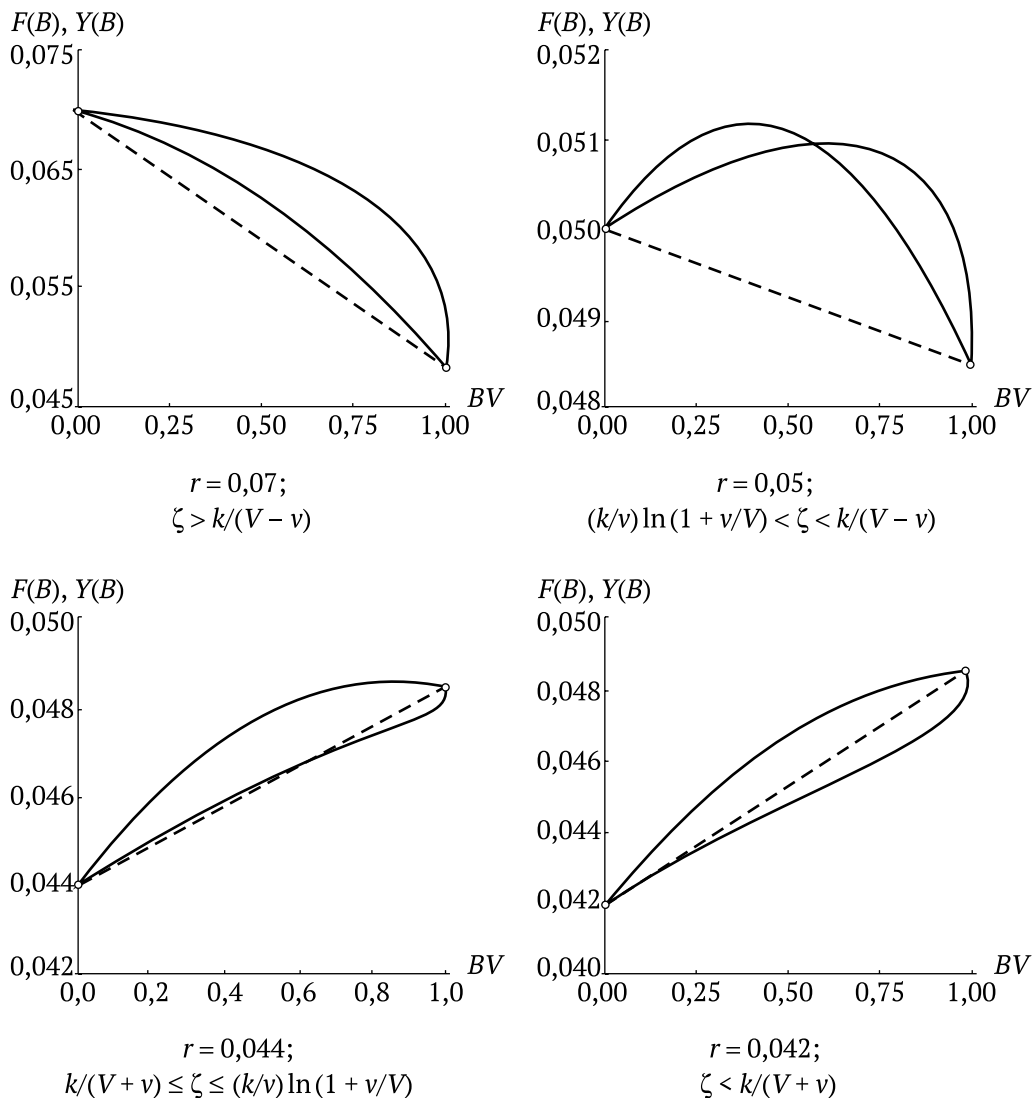 F(B), Y(B)
0,075
0,065
0,055
0,045
BV
0,00 0,25 0,50 0,75 1,00
r = 0,07;
ζ > k/(V − v)
F(B), Y(B)
0,052
0,051
0,050
0,049
0,048
BV
0,00 0,25 0,50 0,75 1,00
r = 0,05;
(k/v) ln (1 + v/V) < ζ < k/(V − v)
F(B), Y(B)
0,050
0,048
0,046
0,044
0,042
BV
0,0 0,2 0,4 0,6 0,8 1,0
r = 0,044;
k/(V + v) ≤ ζ ≤ (k/v) ln (1 + v/V)
F(B), Y(B)
0,050
0,048
0,046
0,044
0,042
0,040
BV
0,00 0,25 0,50 0,75 1,00
r = 0,042;
ζ < k/(V + v)